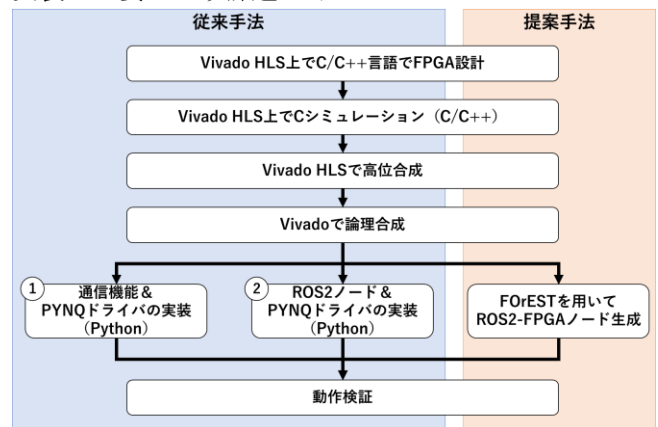 従来手法
提案手法
Vivado HLS上でC/C++言語でFPGA設計
Vivado HLS上でCシミュレーション（C/C++）
Vivado HLSで高位合成
Vivadoで論理合成
1
通信機能＆
PYNQドライバの実装
（Python）
2
ROS2ノード＆
PYNQドライバの実装
（Python）
FOrESTを用いて
ROS2-FPGAノード生成
動作検証